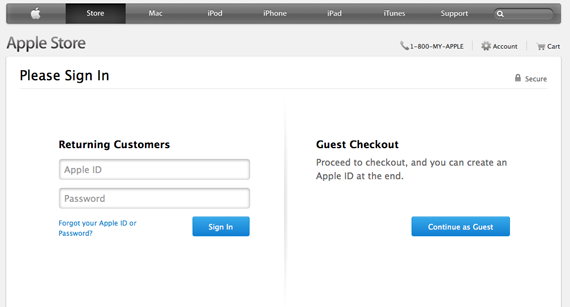 Store Mac iPod iPhone iPad iTunes Support
Apple Store
1-800-MY-APPLE Account Cart
Please Sign In
Secure
Returning Customers
Apple ID
Password
Forgot your Apple ID or
Password?
Sign In
Guest Checkout
Proceed to checkout, and you can create an
Apple ID at the end.
Continue as Guest